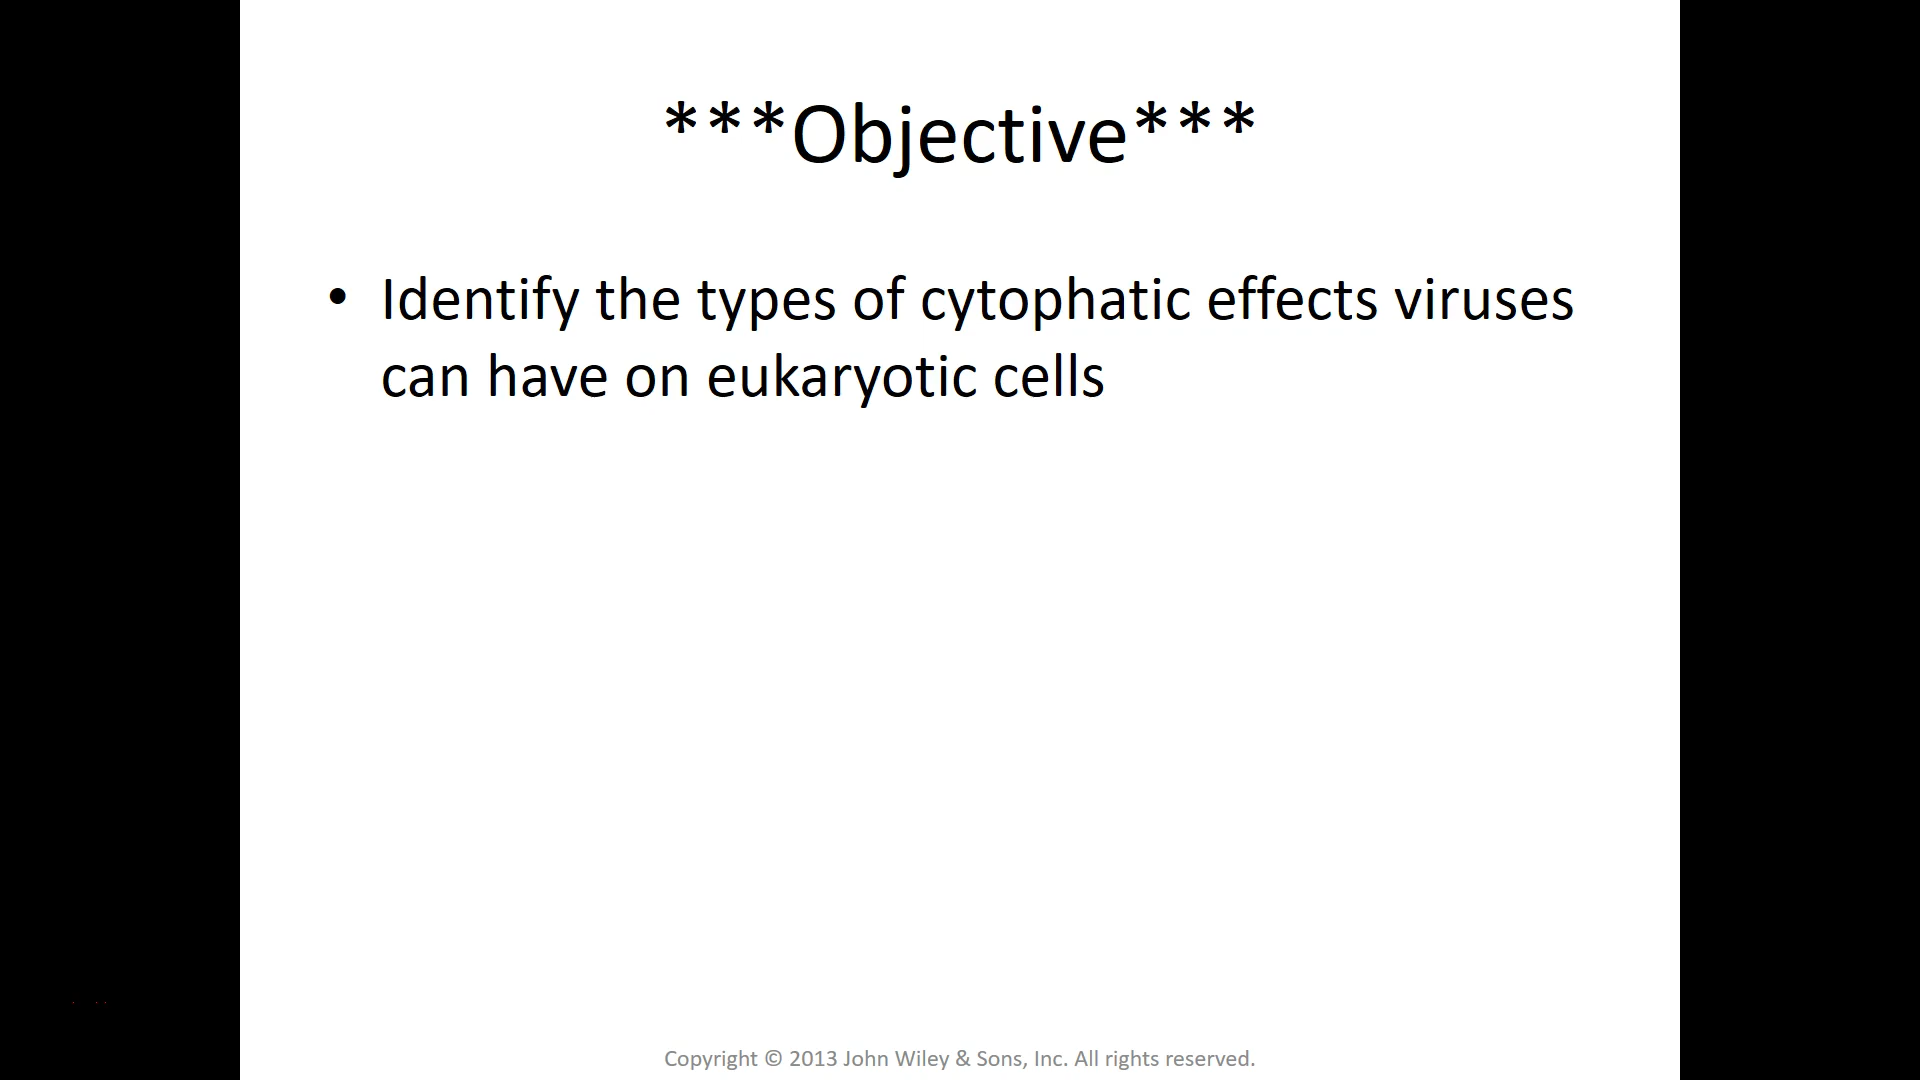 ***Objective***
• Identify the types of cytophatic effects viruses
can have on eukaryotic cells
Copyright © 2013 John Wiley & Sons, Inc. All rights reserved.